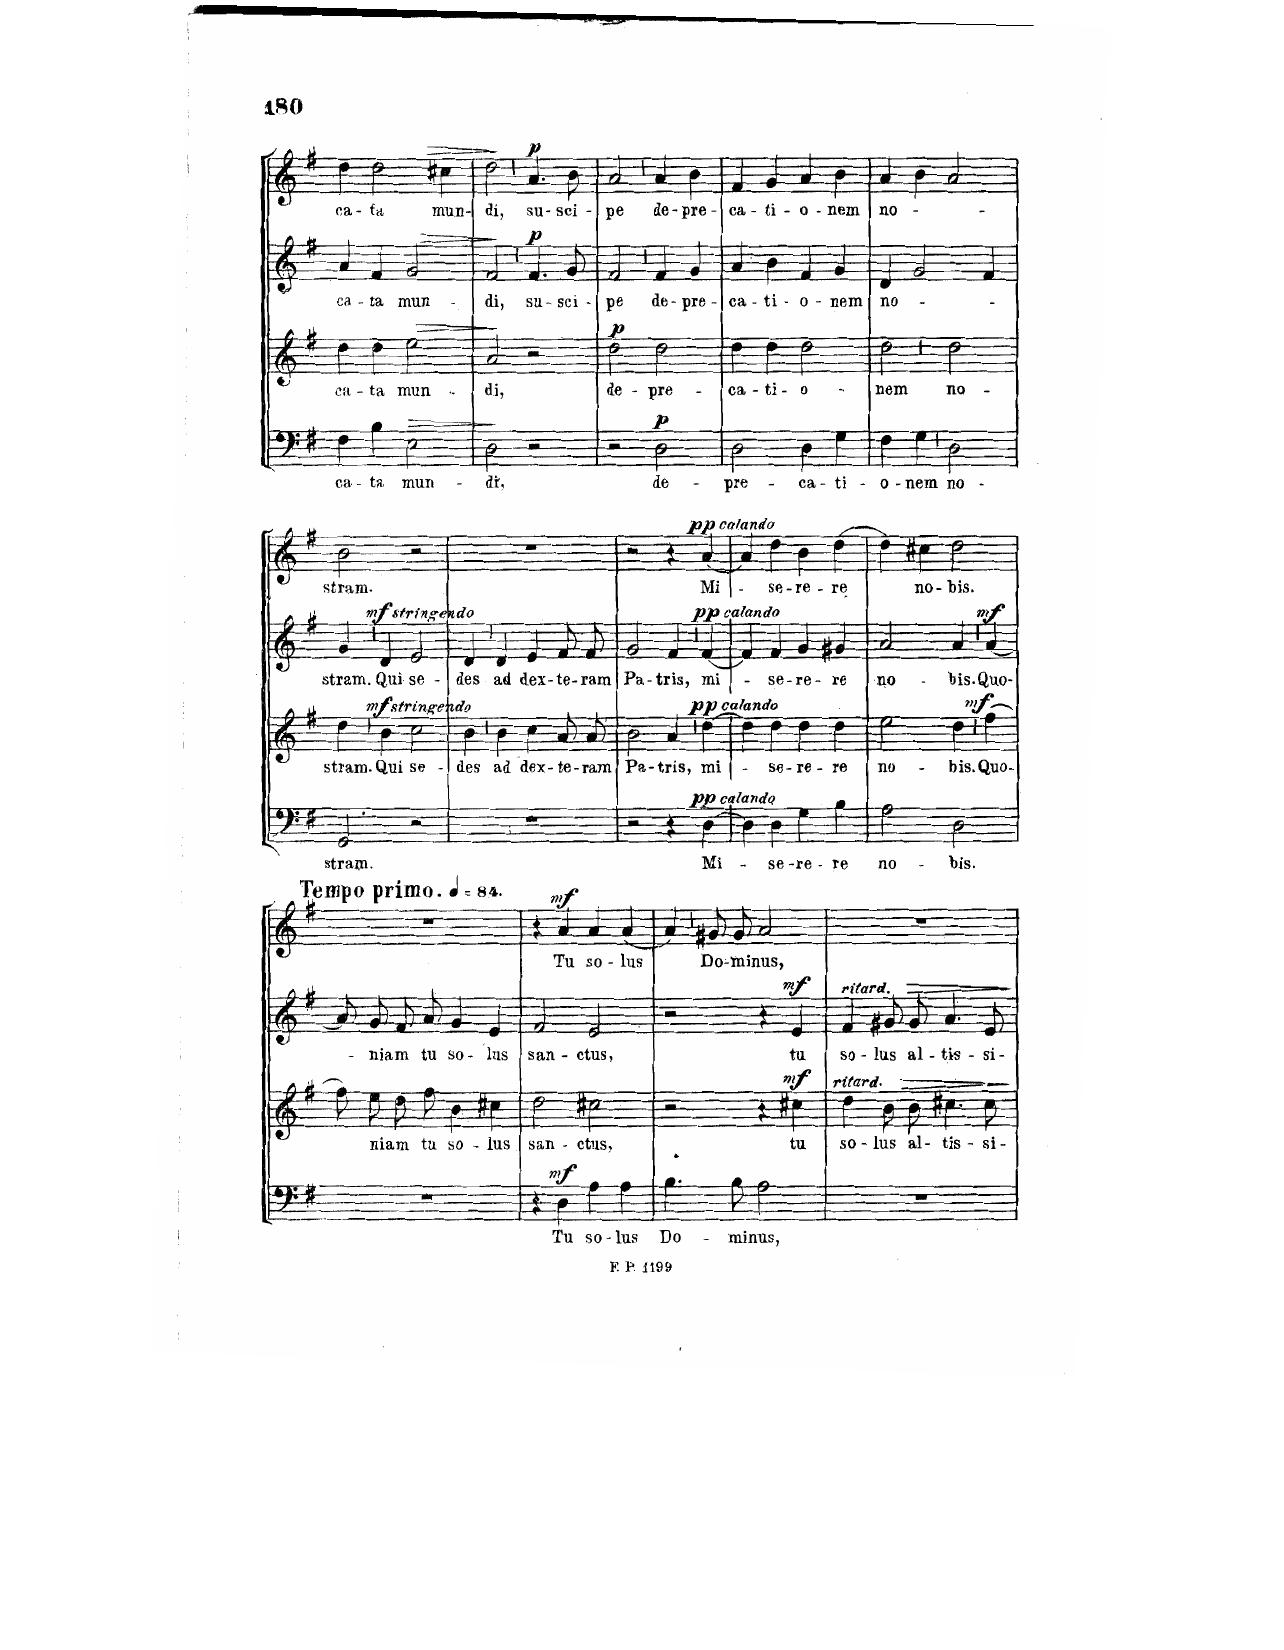 180
p
ca - ta mun - di, su - sci - pe de - pre - ca - ti - o - nem no - -
p
ca - ta mun - di, su - sci - pe de - pre - ca - ti - o - nem no - -
p
ca - ta mun - di, de - pre - ca - ti - o - nem no -
p
ca - ta mun - di, de - pre - ca - ti - o - nem no -
pp calando
stram. Mi - se - re - re no - bis.
mf stringendo pp calando mf
stram. Qui se - des ad dex - te - ram Pa - tris, mi - se - re - re no - bis. Quo-
mf stringendo pp calando mf
stram. Qui se - des ad dex - te - ram Pa - tris, mi - se - re - re no - bis. Quo-
pp calando
stram. Mi - se - re - re no - bis.
Tempo primo. ♩ = 84.
mf
Tu so - lus Do - minus,
mf ritard.
- niam tu so - lus san - ctus, tu so - lus al - tis - si -
mf ritard.
niam tu so - lus san - ctus, tu so - lus al - tis - si -
mf
Tu so - lus Do - minus,
F. P. 1199